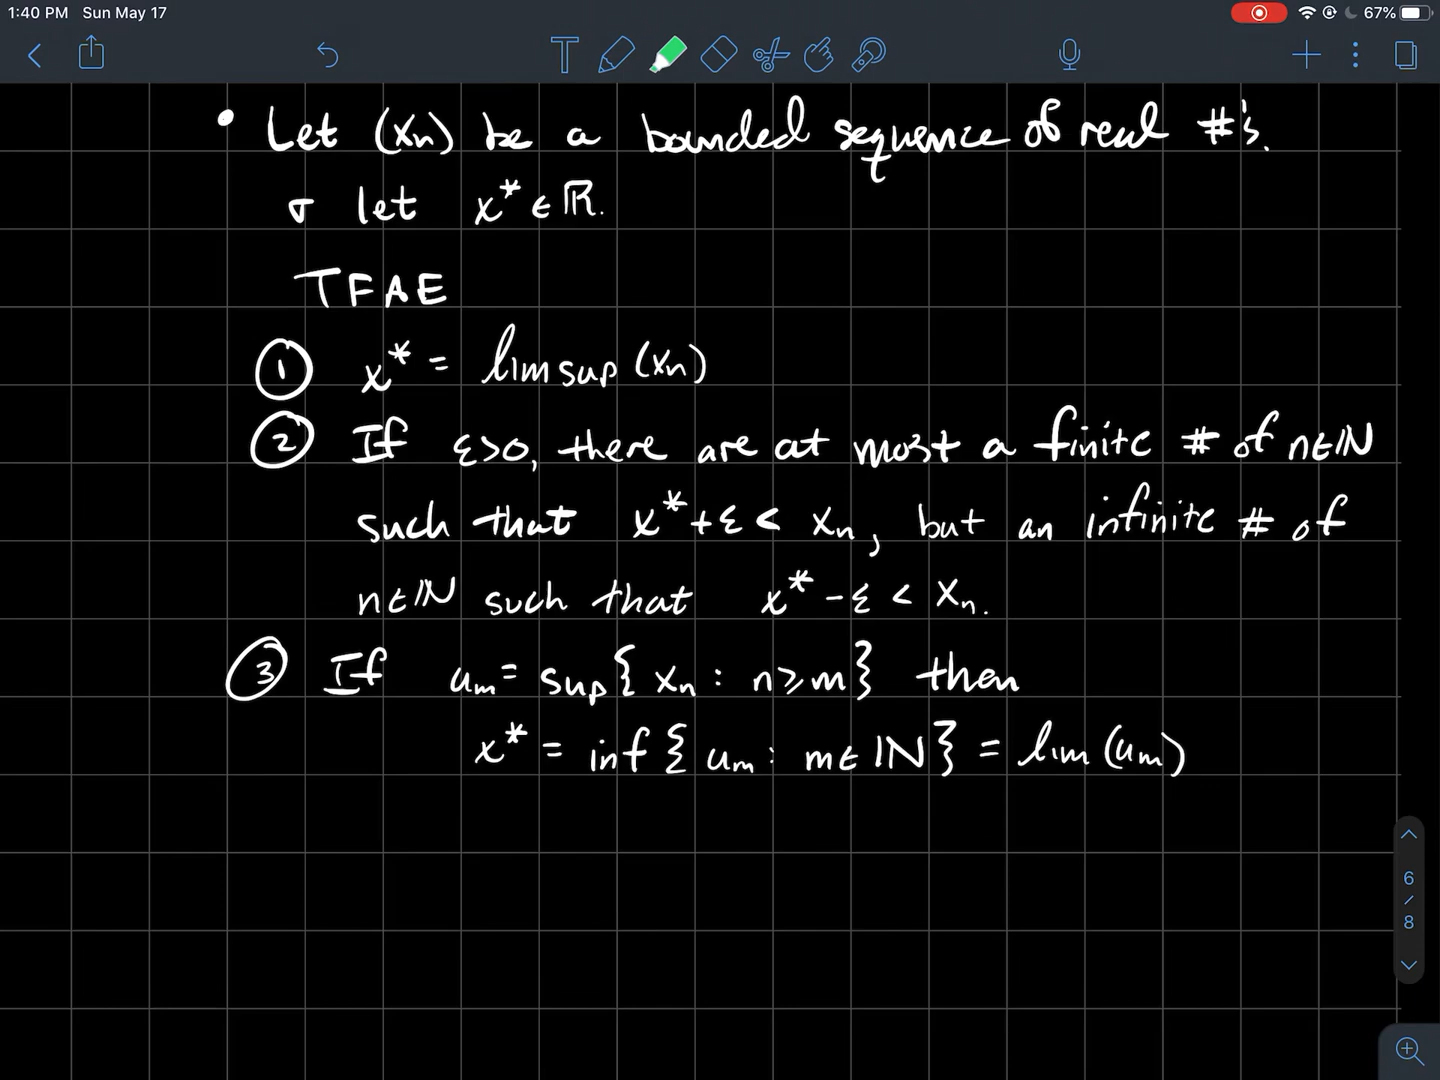 1:40 PM Sun May 17 67%
• Let (xn) be a bounded sequence of real #'s.
& let x* ∈ ℝ.
TFAE
① x* = limsup (xn)
② If ε>0, there are at most a finite # of n∈ℕ
such that x*+ε < xn, but an infinite # of
n∈ℕ such that x*-ε < xn.
③ If um = sup{ xn : n≥m } then
x* = inf { um : m∈ℕ } = lim (um)
6
/
8